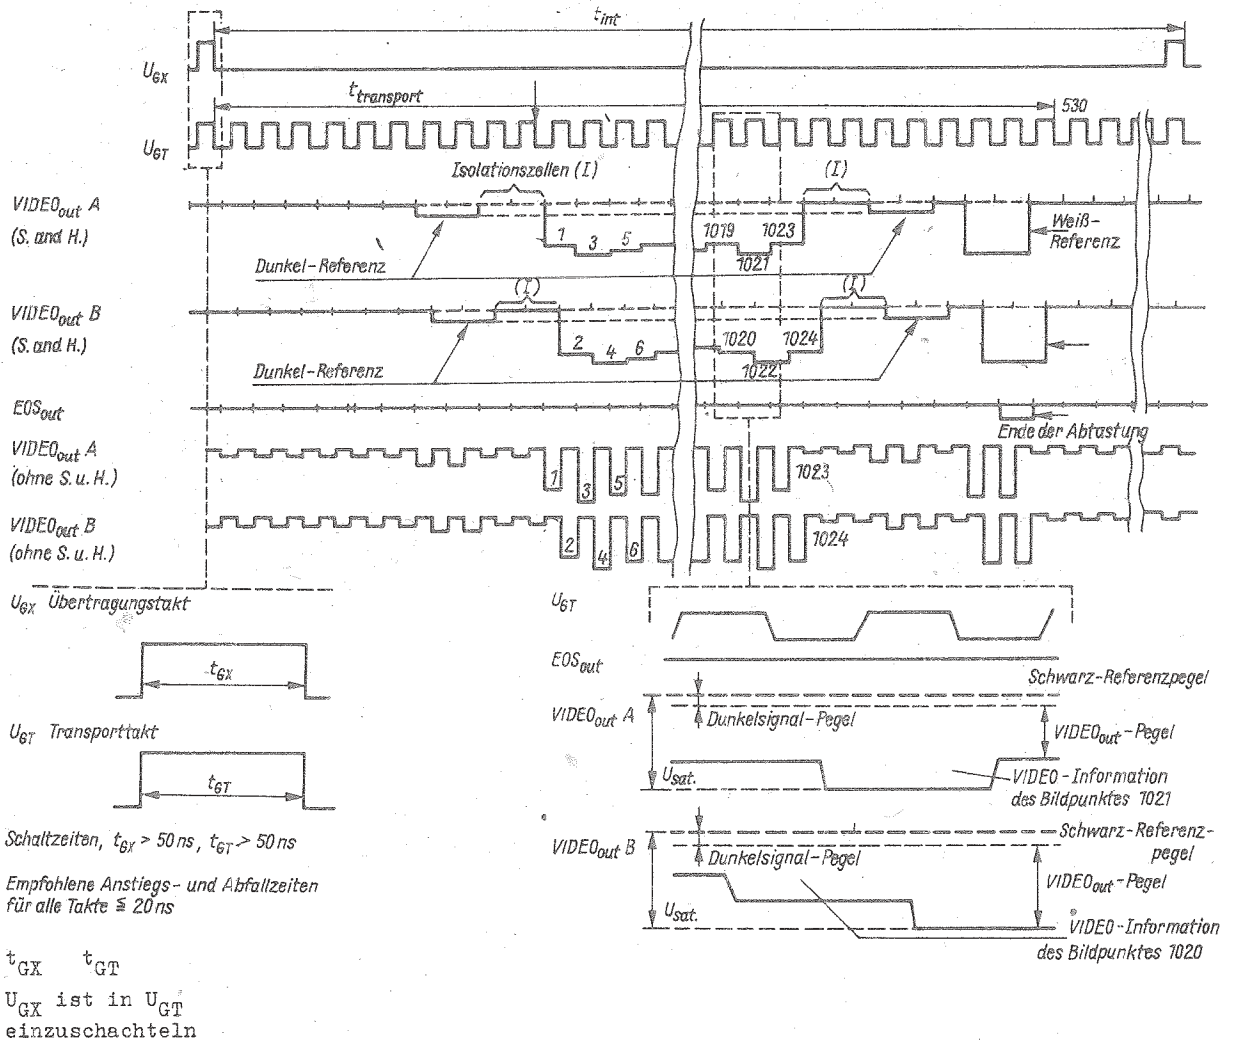 t_int
U_GX
t_transport
530
U_GT
Isolationszellen (I)
(I)
VIDEO_out A
(S. and H.)
1 3 5 1019 1021 1023
Weiß-
Referenz
Dunkel-Referenz
(I) (I)
VIDEO_out B
(S. and H.)
2 4 6 1020 1022 1024
Dunkel-Referenz
EOS_out
Ende der Abtastung
VIDEO_out A
(ohne S. u. H.)
1 3 5 1023
VIDEO_out B
(ohne S. u. H.)
2 4 6 1024
U_GX Übertragungstakt
t_GX
U_GT Transporttakt
t_GT
Schaltzeiten, t_GX > 50 ns, t_GT > 50 ns
Empfohlene Anstiegs- und Abfallzeiten
für alle Takte ≦ 20 ns
t_GX t_GT
U_GX ist in U_GT
einzuschachteln
U_GT
EOS_out
Schwarz-Referenzpegel
VIDEO_out A
Dunkelsignal-Pegel
VIDEO_out-Pegel
U_sat.
VIDEO-Information
des Bildpunktes 1021
Schwarz-Referenz-
pegel
VIDEO_out B
Dunkelsignal-Pegel
VIDEO_out-Pegel
U_sat.
VIDEO-Information
des Bildpunktes 1020